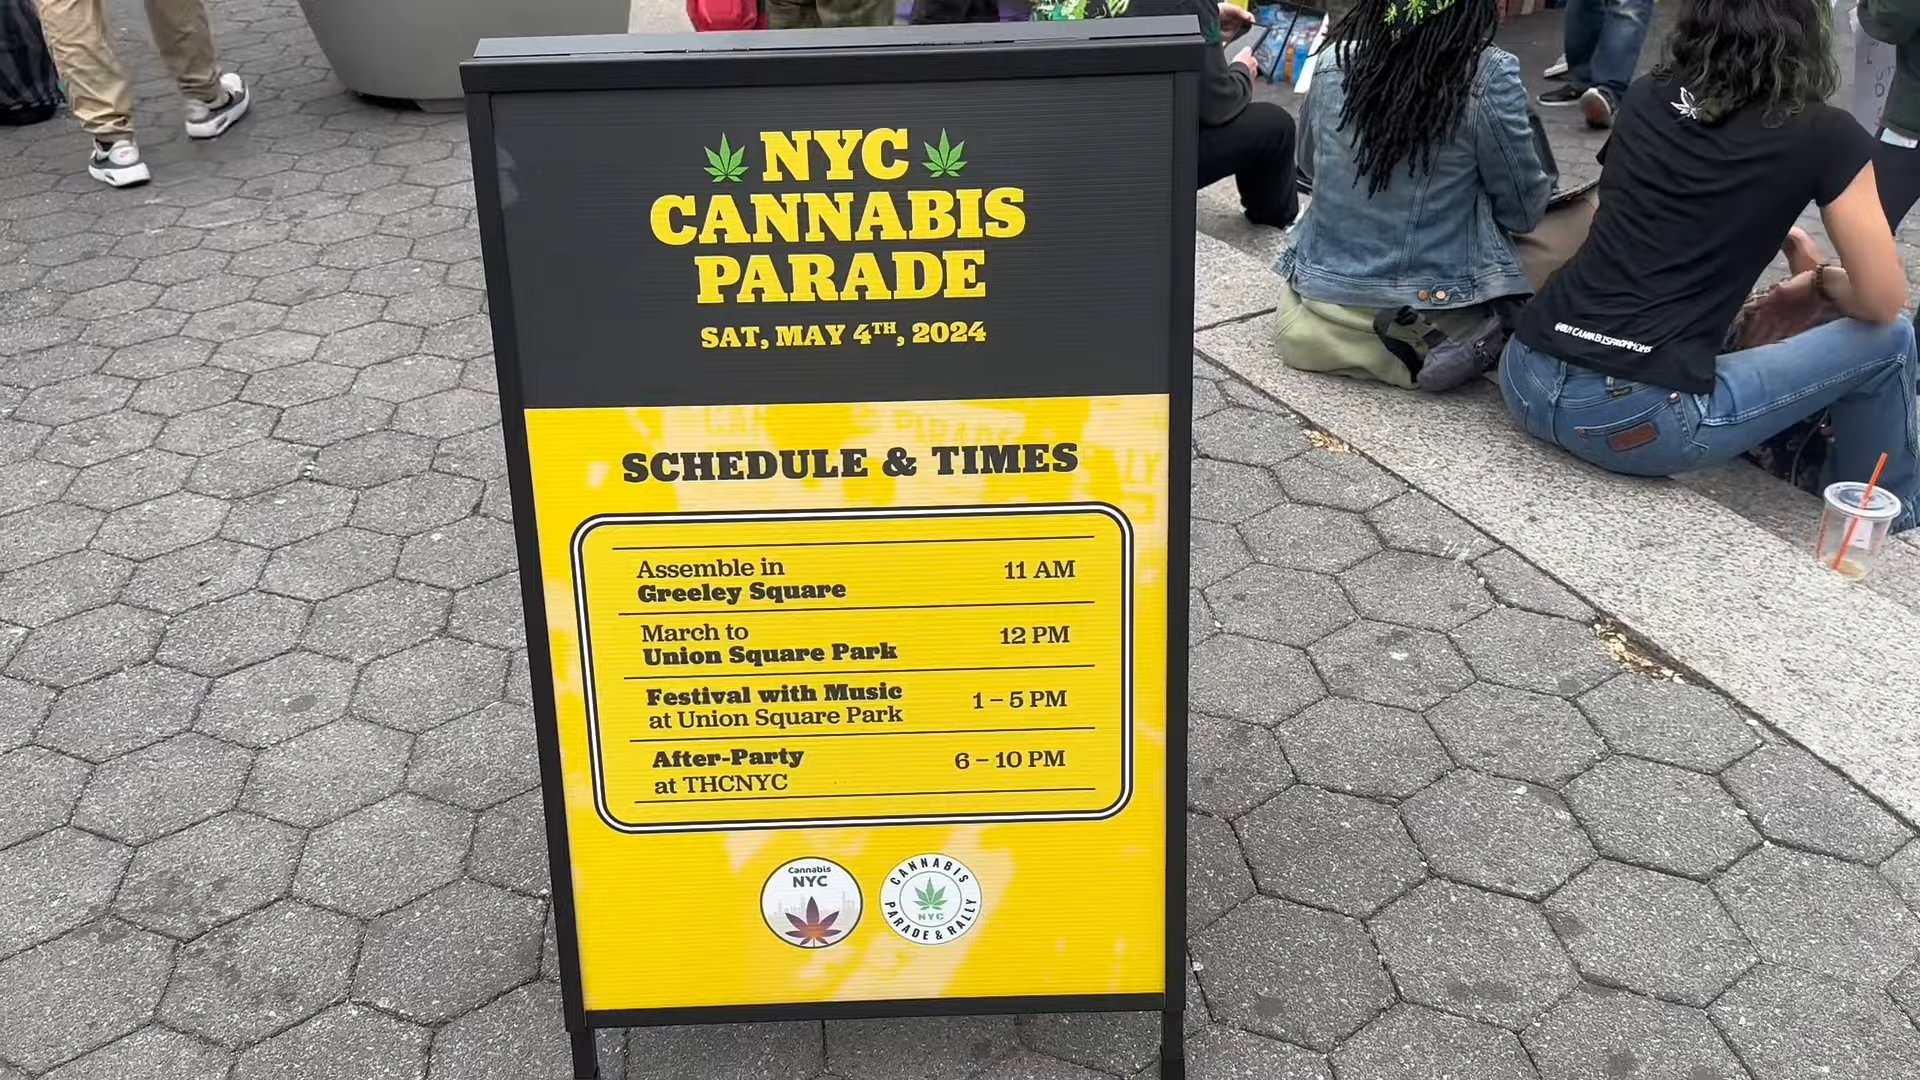 NYC
CANNABIS
PARADE
SAT, MAY 4TH, 2024
SCHEDULE & TIMES
Assemble in
Greeley Square
11 AM
March to
Union Square Park
12 PM
Festival with Music
at Union Square Park
1 – 5 PM
After-Party
at THCNYC
6 – 10 PM
Cannabis
NYC
CANNABIS
NYC
PARADE & RALLY
@BUYCANNABISFROMMOMS